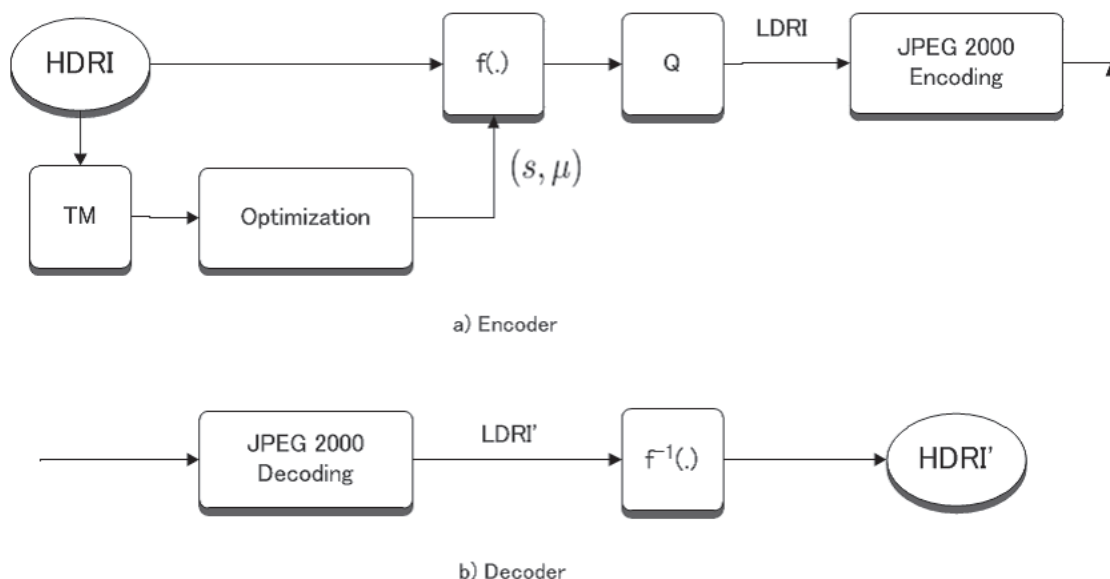 HDRI
f(.)
Q
LDRI
JPEG 2000
Encoding
TM
Optimization
(s, μ)
a) Encoder
JPEG 2000
Decoding
LDRI'
f⁻¹(.)
HDRI'
b) Decoder